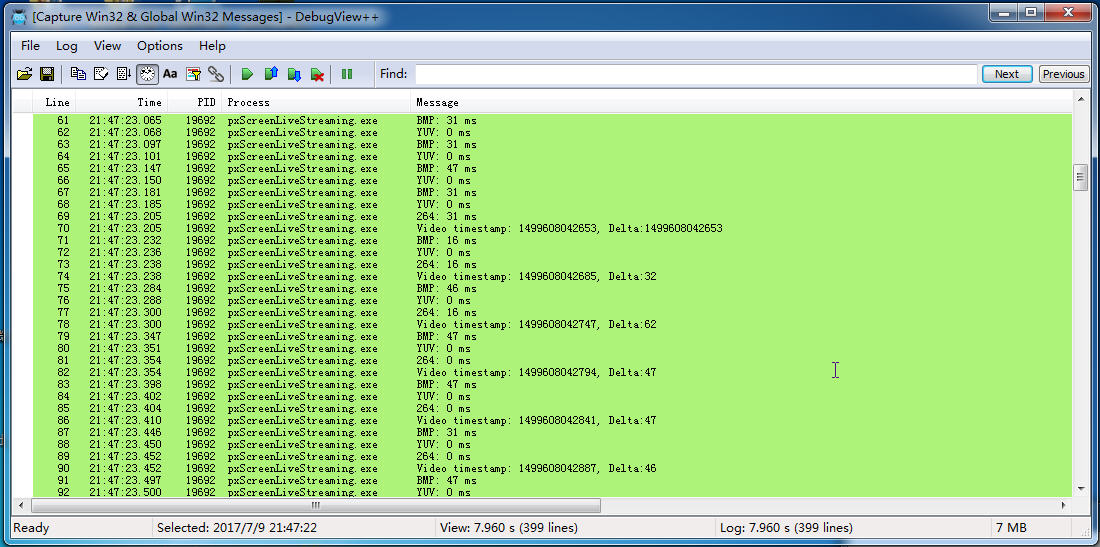 [Capture Win32 & Global Win32 Messages] - DebugView++
File Log View Options Help
Aa Find: Next Previous
Line Time PID Process Message
61 21:47:23.065 19692 pxScreenLiveStreaming.exe BMP: 31 ms
62 21:47:23.068 19692 pxScreenLiveStreaming.exe YUV: 0 ms
63 21:47:23.097 19692 pxScreenLiveStreaming.exe BMP: 31 ms
64 21:47:23.101 19692 pxScreenLiveStreaming.exe YUV: 0 ms
65 21:47:23.147 19692 pxScreenLiveStreaming.exe BMP: 47 ms
66 21:47:23.150 19692 pxScreenLiveStreaming.exe YUV: 0 ms
67 21:47:23.181 19692 pxScreenLiveStreaming.exe BMP: 31 ms
68 21:47:23.185 19692 pxScreenLiveStreaming.exe YUV: 0 ms
69 21:47:23.205 19692 pxScreenLiveStreaming.exe 264: 31 ms
70 21:47:23.205 19692 pxScreenLiveStreaming.exe Video timestamp: 1499608042653, Delta:1499608042653
71 21:47:23.232 19692 pxScreenLiveStreaming.exe BMP: 16 ms
72 21:47:23.236 19692 pxScreenLiveStreaming.exe YUV: 0 ms
73 21:47:23.238 19692 pxScreenLiveStreaming.exe 264: 16 ms
74 21:47:23.238 19692 pxScreenLiveStreaming.exe Video timestamp: 1499608042685, Delta:32
75 21:47:23.284 19692 pxScreenLiveStreaming.exe BMP: 46 ms
76 21:47:23.288 19692 pxScreenLiveStreaming.exe YUV: 0 ms
77 21:47:23.300 19692 pxScreenLiveStreaming.exe 264: 16 ms
78 21:47:23.300 19692 pxScreenLiveStreaming.exe Video timestamp: 1499608042747, Delta:62
79 21:47:23.347 19692 pxScreenLiveStreaming.exe BMP: 47 ms
80 21:47:23.351 19692 pxScreenLiveStreaming.exe YUV: 0 ms
81 21:47:23.354 19692 pxScreenLiveStreaming.exe 264: 0 ms
82 21:47:23.354 19692 pxScreenLiveStreaming.exe Video timestamp: 1499608042794, Delta:47
83 21:47:23.398 19692 pxScreenLiveStreaming.exe BMP: 47 ms
84 21:47:23.402 19692 pxScreenLiveStreaming.exe YUV: 0 ms
85 21:47:23.404 19692 pxScreenLiveStreaming.exe 264: 0 ms
86 21:47:23.410 19692 pxScreenLiveStreaming.exe Video timestamp: 1499608042841, Delta:47
87 21:47:23.446 19692 pxScreenLiveStreaming.exe BMP: 31 ms
88 21:47:23.450 19692 pxScreenLiveStreaming.exe YUV: 0 ms
89 21:47:23.452 19692 pxScreenLiveStreaming.exe 264: 0 ms
90 21:47:23.452 19692 pxScreenLiveStreaming.exe Video timestamp: 1499608042887, Delta:46
91 21:47:23.497 19692 pxScreenLiveStreaming.exe BMP: 47 ms
92 21:47:23.500 19692 pxScreenLiveStreaming.exe YUV: 0 ms
Ready Selected: 2017/7/9 21:47:22 View: 7.960 s (399 lines) Log: 7.960 s (399 lines) 7 MB